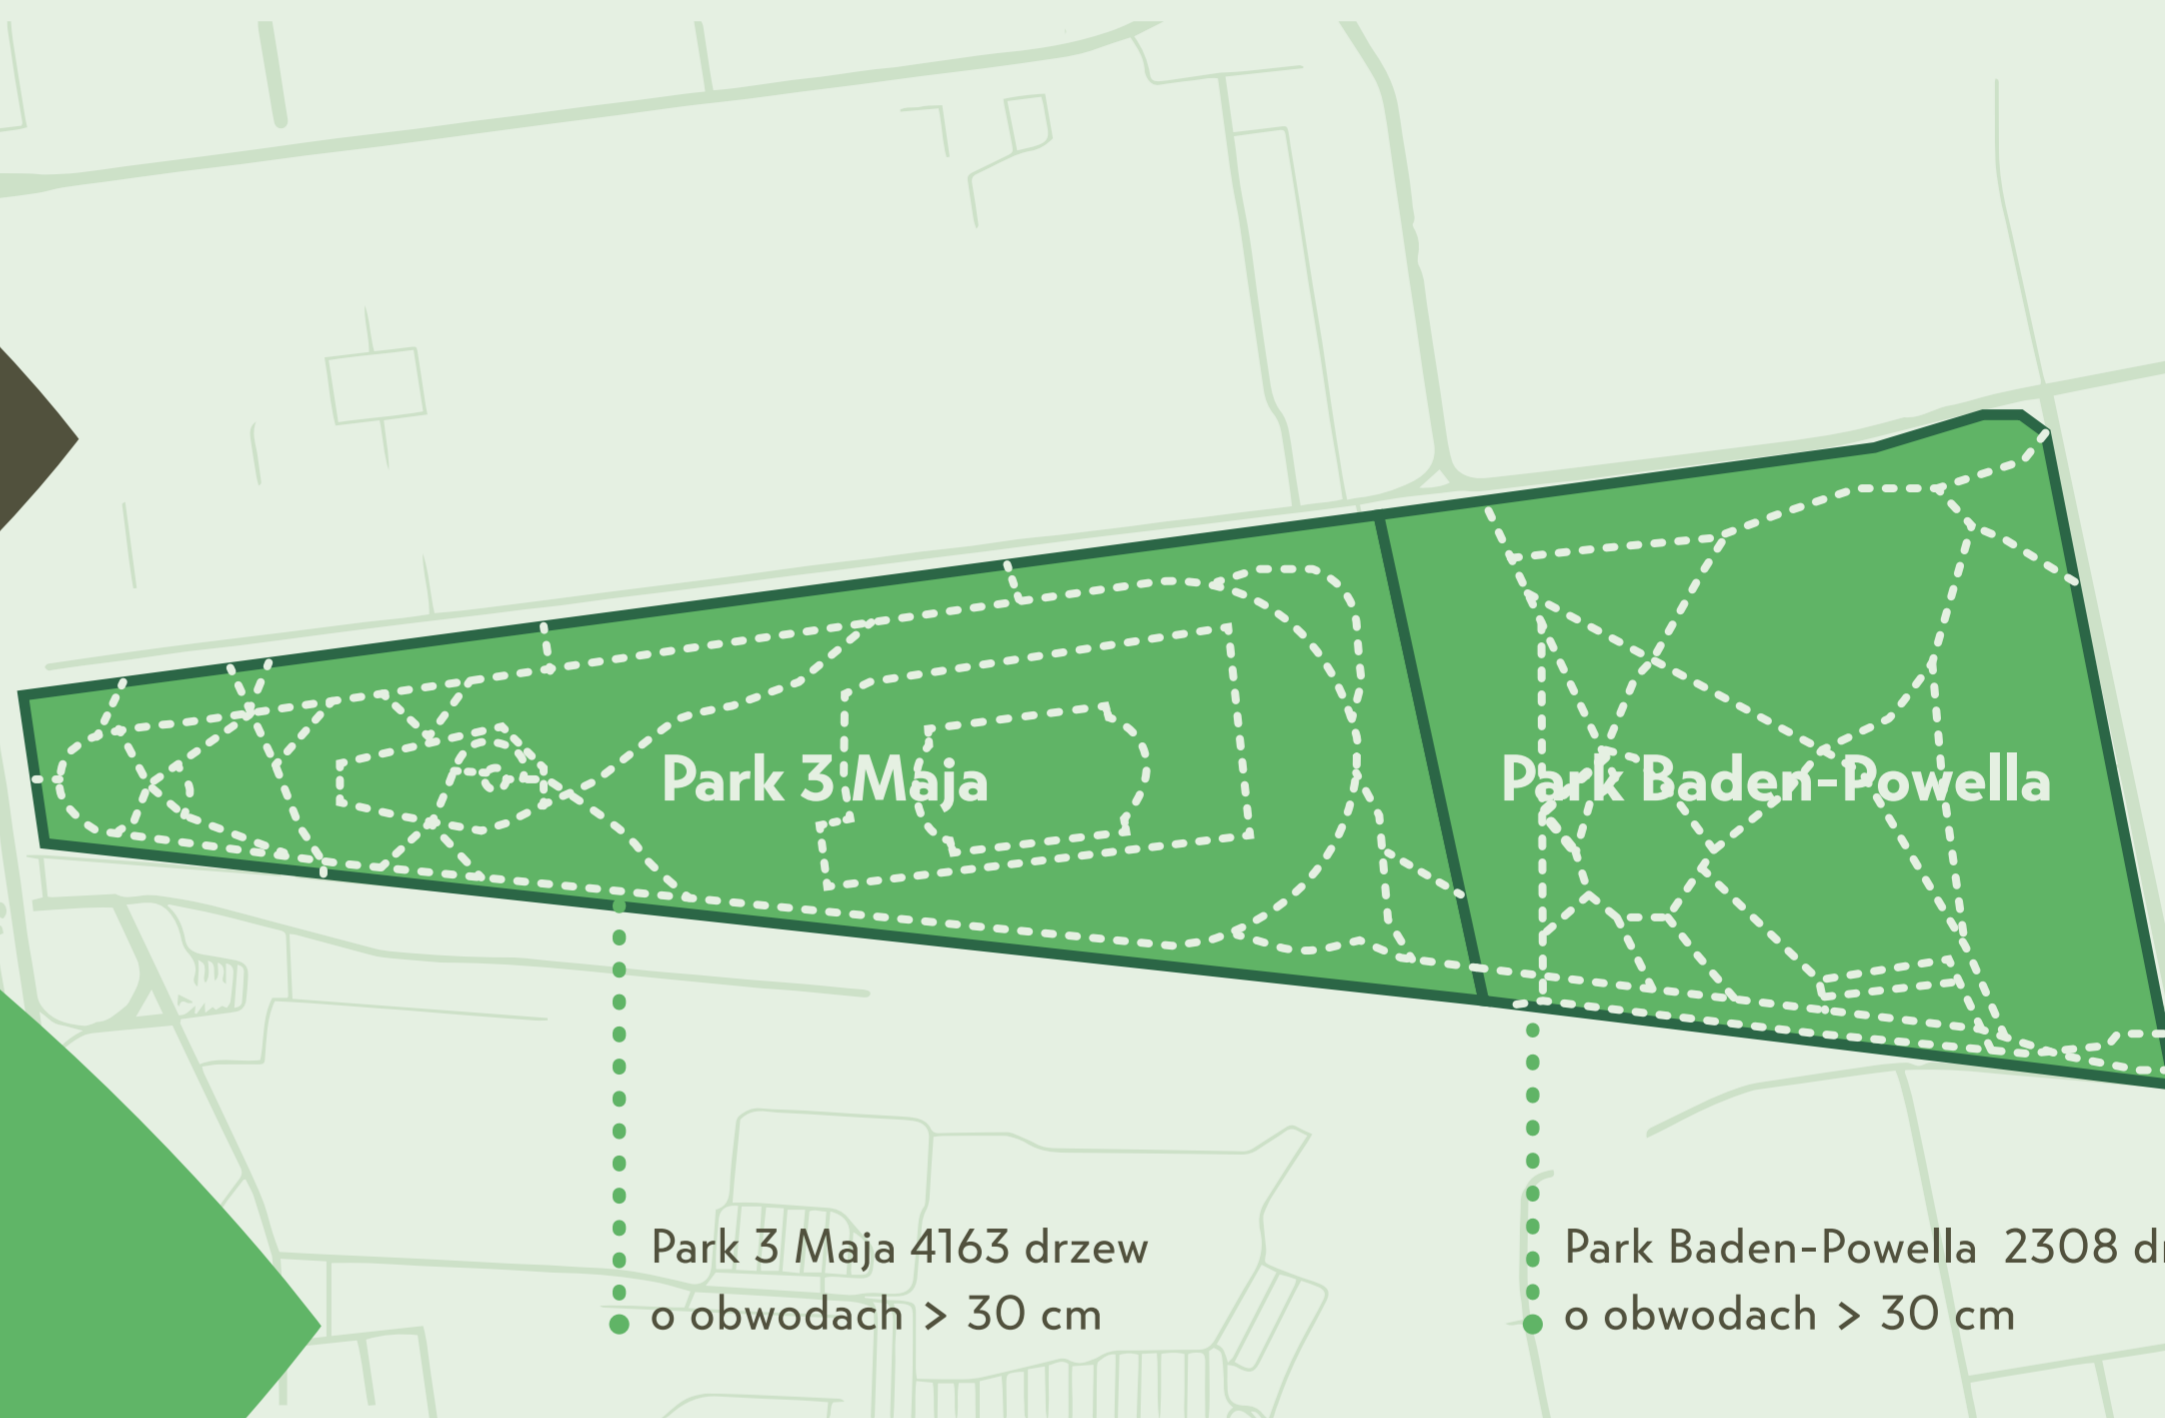 Park 3 Maja
Park Baden-Powella
Park 3 Maja 4163 drzew
o obwodach > 30 cm
Park Baden-Powella 2308
o obwodach > 30 cm